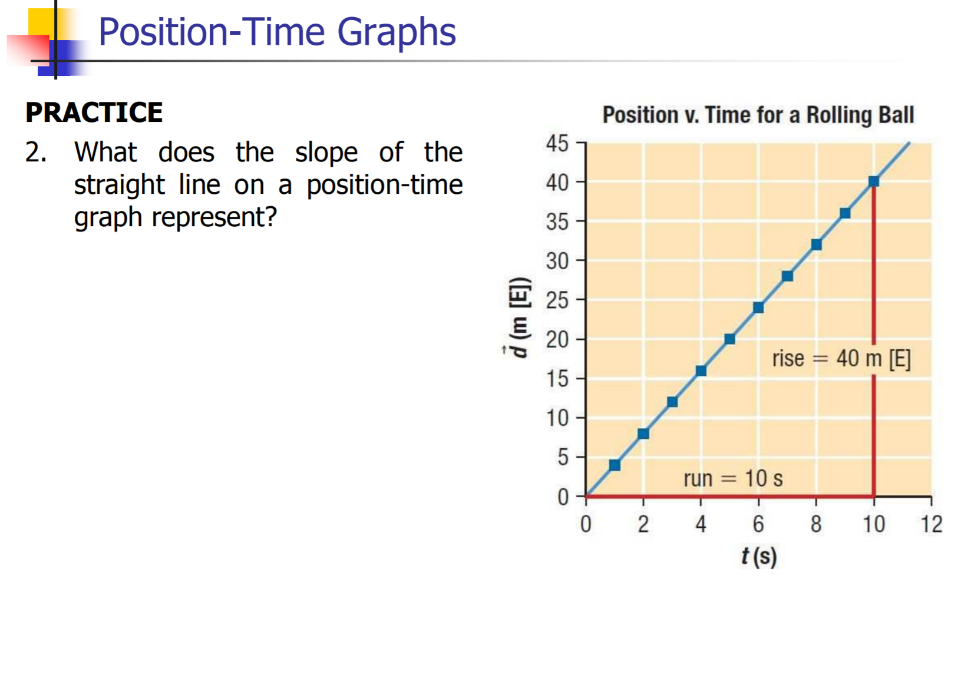 Position-Time Graphs
PRACTICE
2. What does the slope of the
straight line on a position-time
graph represent?
Position v. Time for a Rolling Ball
45
40
35
30
25
20
15
10
5
0
d⃗ (m [E])
rise = 40 m [E]
run = 10 s
0 2 4 6 8 10 12
t (s)